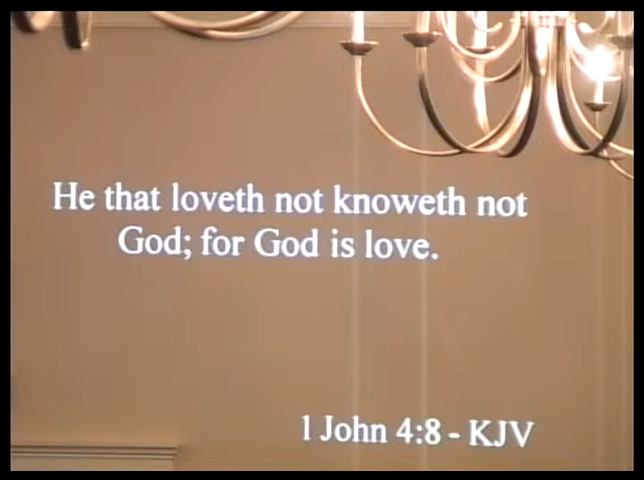 He that loveth not knoweth not
God; for God is love.
1 John 4:8 - KJV